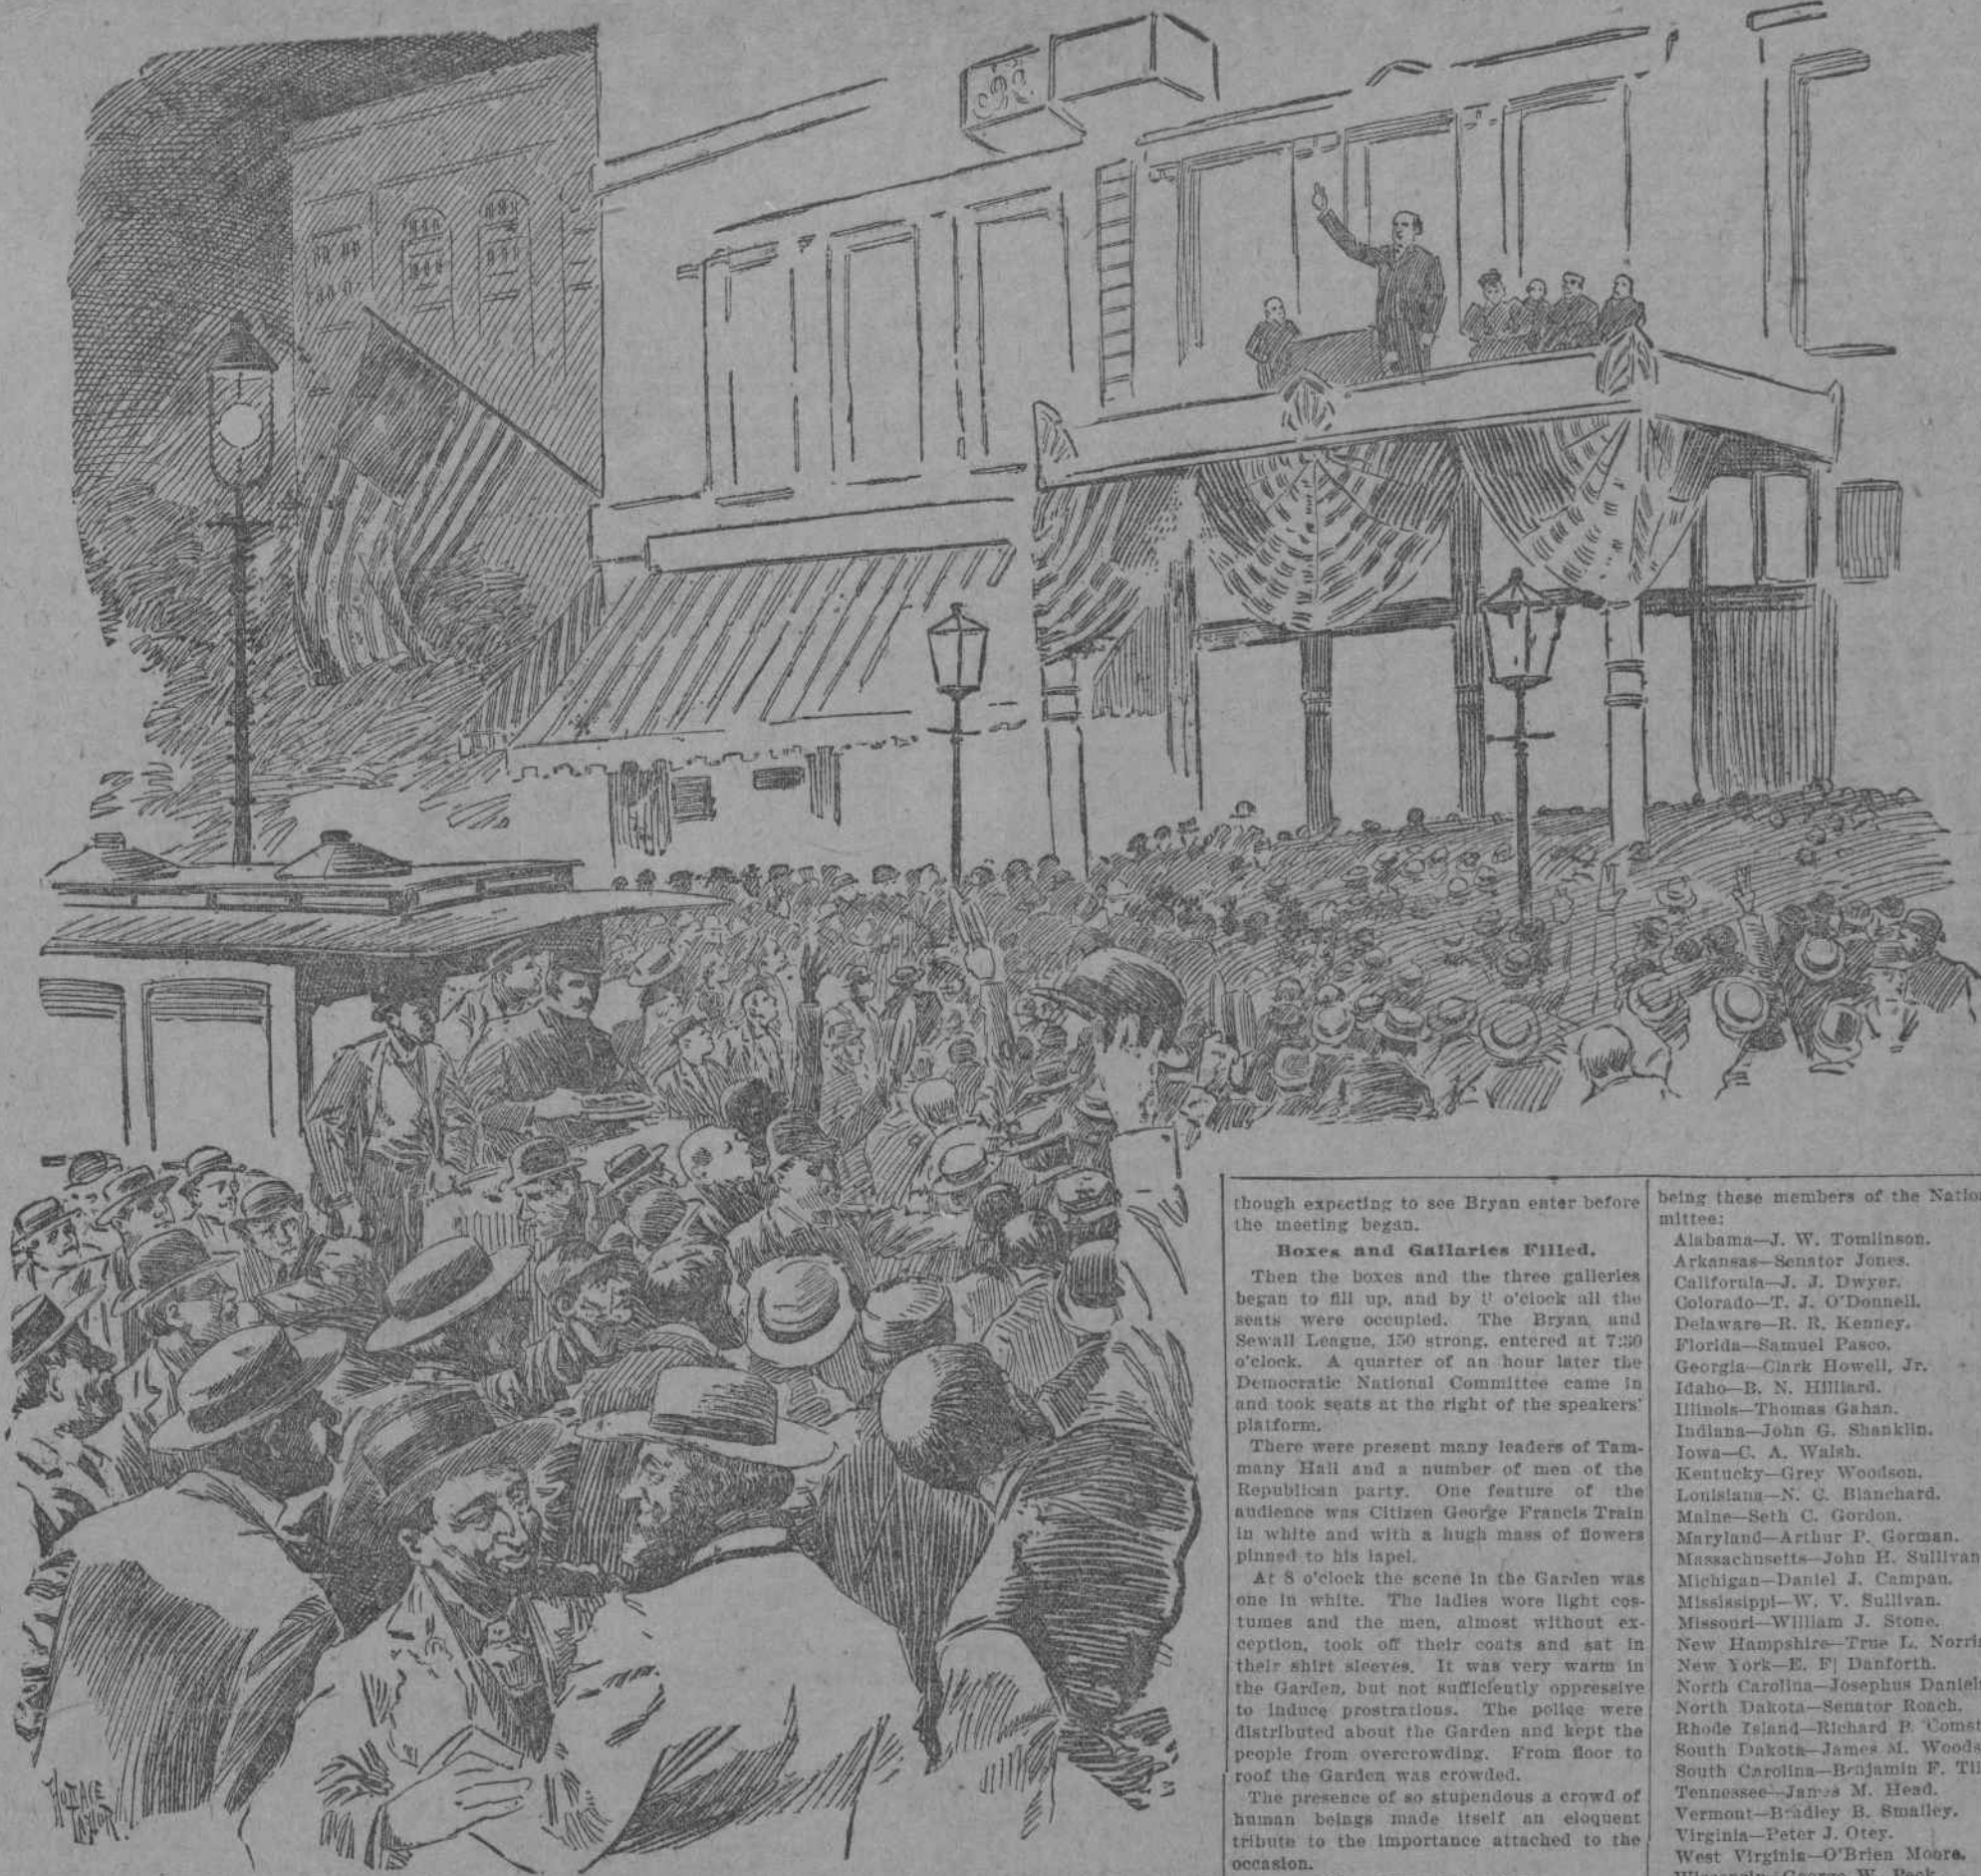 HORACE
TAYLOR.
though expecting to see Bryan enter before
the meeting began.
Boxes and Gallaries Filled.
Then the boxes and the three galleries
began to fill up, and by o'clock all the
seats were occupied. The Bryan and
Sewall League, 150 strong, entered at 7:30
o'clock. A quarter of an hour later the
Democratic National Committee came in
and took seats at the right of the speakers'
platform.
There were present many leaders of Tam-
many Hall and a number of men of the
Republican party. One feature of the
audience was Citizen George Francis Train
in white and with a hugh mass of flowers
pinned to his lapel.
At 8 o'clock the scene in the Garden was
one in white. The ladies wore light cos-
tumes and the men, almost without ex-
ception, took off their coats and sat in
their shirt sleeves. It was very warm in
the Garden, but not sufficiently oppressive
to induce prostrations. The police were
distributed about the Garden and kept the
people from overcrowding. From floor to
roof the Garden was crowded.
The presence of so stupendous a crowd of
human beings made itself an eloquent
tribute to the importance attached to the
occasion.
being these members of the Nation
mittee:
Alabama—J. W. Tomlinson.
Arkansas—Senator Jones.
California—J. J. Dwyer.
Colorado—T. J. O'Donnell.
Delaware—R. R. Kenney.
Florida—Samuel Pasco.
Georgia—Clark Howell, Jr.
Idaho—B. N. Hilliard.
Illinois—Thomas Gahan.
Indiana—John G. Shanklin.
Iowa—C. A. Walsh.
Kentucky—Grey Woodson.
Louisiana—N. C. Blanchard.
Maine—Seth C. Gordon.
Maryland—Arthur P. Gorman.
Massachusetts—John H. Sullivan
Michigan—Daniel J. Campau.
Mississippi—W. V. Sullivan.
Missouri—William J. Stone.
New Hampshire—True L. Norris
New York—E. F. Danforth.
North Carolina—Josephus Daniels
North Dakota—Senator Roach.
Rhode Island—Richard B. Comst
South Dakota—James M. Woods
South Carolina—Benjamin F. Til
Tennessee—James M. Head.
Vermont—Bradley B. Smalley.
Virginia—Peter J. Otey.
West Virginia—O'Brien Moore.
Wisconsin—George W. Peck